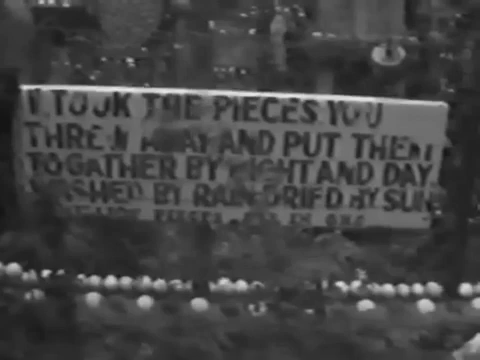 I TOOK THE PIECES YOU
THREW AWAY AND PUT THEM
TOGATHER BY NIGHT AND DAY
WASHED BY RAIN DRIED BY SUN